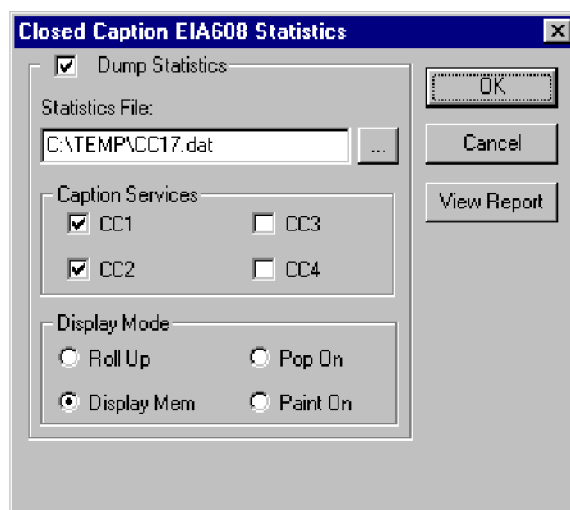 Closed Caption EIA608 Statistics
Dump Statistics
OK
Statistics File:
C:\TEMP\CC17.dat
...
Cancel
Caption Services
View Report
CC1
CC3
CC2
CC4
Display Mode
Roll Up
Pop On
Display Mem
Paint On